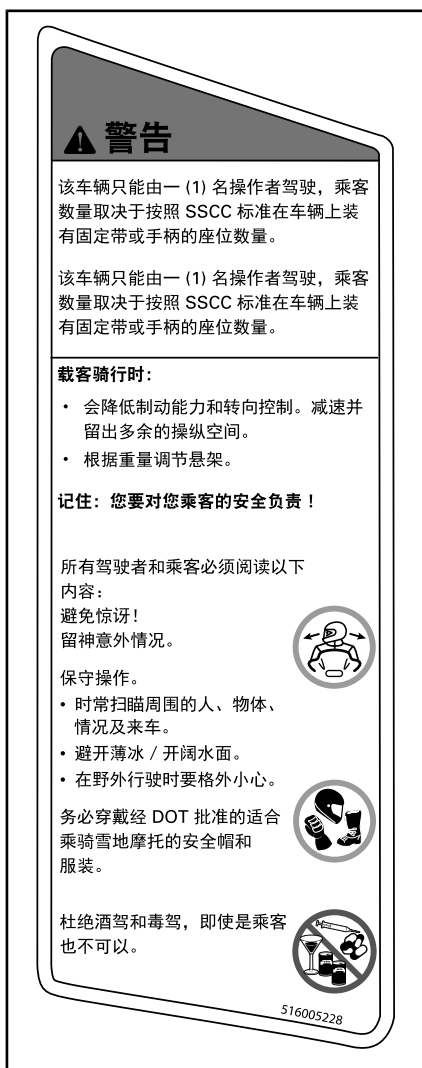 警告
该车辆只能由一 (1) 名操作者驾驶，乘客
数量取决于按照 SSCC 标准在车辆上装
有固定带或手柄的座位数量。
该车辆只能由一 (1) 名操作者驾驶，乘客
数量取决于按照 SSCC 标准在车辆上装
有固定带或手柄的座位数量。
载客骑行时：
• 会降低制动能力和转向控制。减速并
留出多余的操纵空间。
• 根据重量调节悬架。
记住：您要对您乘客的安全负责！
所有驾驶者和乘客必须阅读以下
内容：
避免惊讶！
留神意外情况。
保守操作。
• 时常扫瞄周围的人、物体、
情况及来车。
• 避开薄冰 / 开阔水面。
• 在野外行驶时要格外小心。
务必穿戴经 DOT 批准的适合
乘骑雪地摩托的安全帽和
服装。
杜绝酒驾和毒驾，即使是乘客
也不可以。
516005228